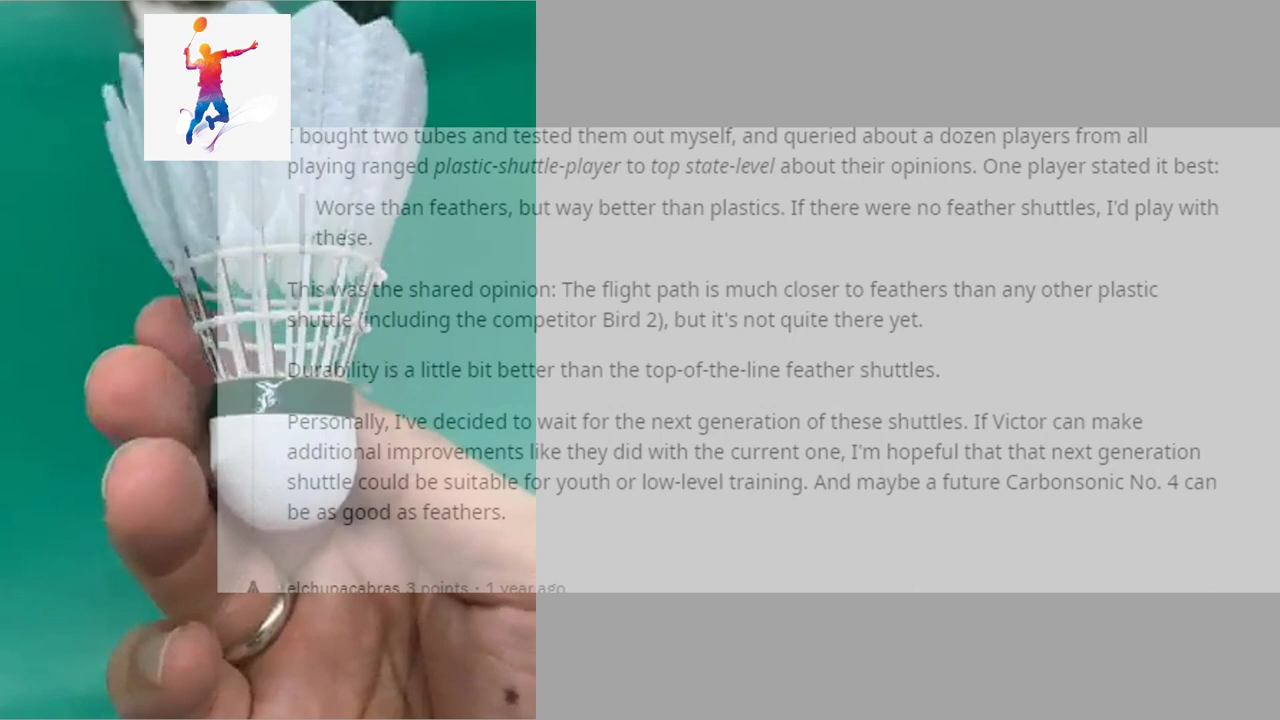 I bought two tubes and tested them out myself, and queried about a dozen players from all
playing ranged plastic-shuttle-player to top state-level about their opinions. One player stated it best:
Worse than feathers, but way better than plastics. If there were no feather shuttles, I'd play with
these.
This was the shared opinion: The flight path is much closer to feathers than any other plastic
shuttle (including the competitor Bird 2), but it's not quite there yet.
Durability is a little bit better than the top-of-the-line feather shuttles.
Personally, I've decided to wait for the next generation of these shuttles. If Victor can make
additional improvements like they did with the current one, I'm hopeful that that next generation
shuttle could be suitable for youth or low-level training. And maybe a future Carbonsonic No. 4 can
be as good as feathers.
elchupacabras 3 points · 1 year ago